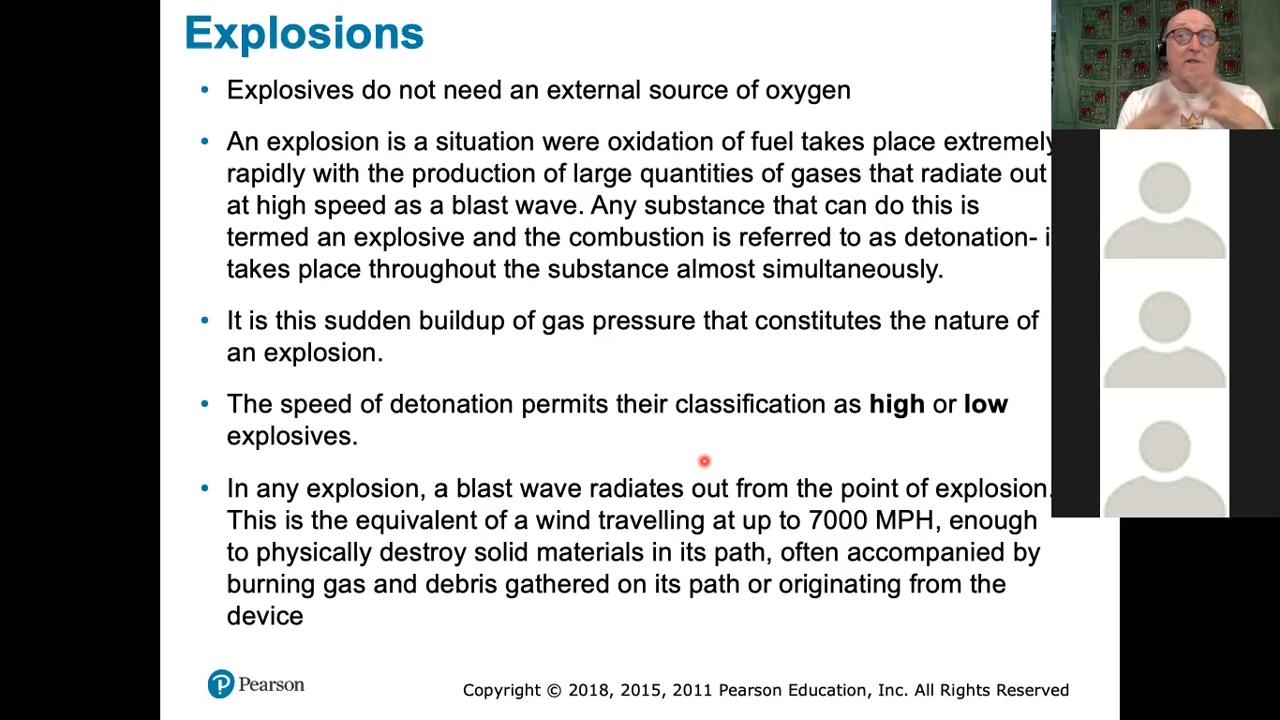 Explosions
• Explosives do not need an external source of oxygen
• An explosion is a situation were oxidation of fuel takes place extremely
rapidly with the production of large quantities of gases that radiate out
at high speed as a blast wave. Any substance that can do this is
termed an explosive and the combustion is referred to as detonation- i
takes place throughout the substance almost simultaneously.
• It is this sudden buildup of gas pressure that constitutes the nature of
an explosion.
• The speed of detonation permits their classification as high or low
explosives.
• In any explosion, a blast wave radiates out from the point of explosion.
This is the equivalent of a wind travelling at up to 7000 MPH, enough
to physically destroy solid materials in its path, often accompanied by
burning gas and debris gathered on its path or originating from the
device
Pearson
Copyright © 2018, 2015, 2011 Pearson Education, Inc. All Rights Reserved